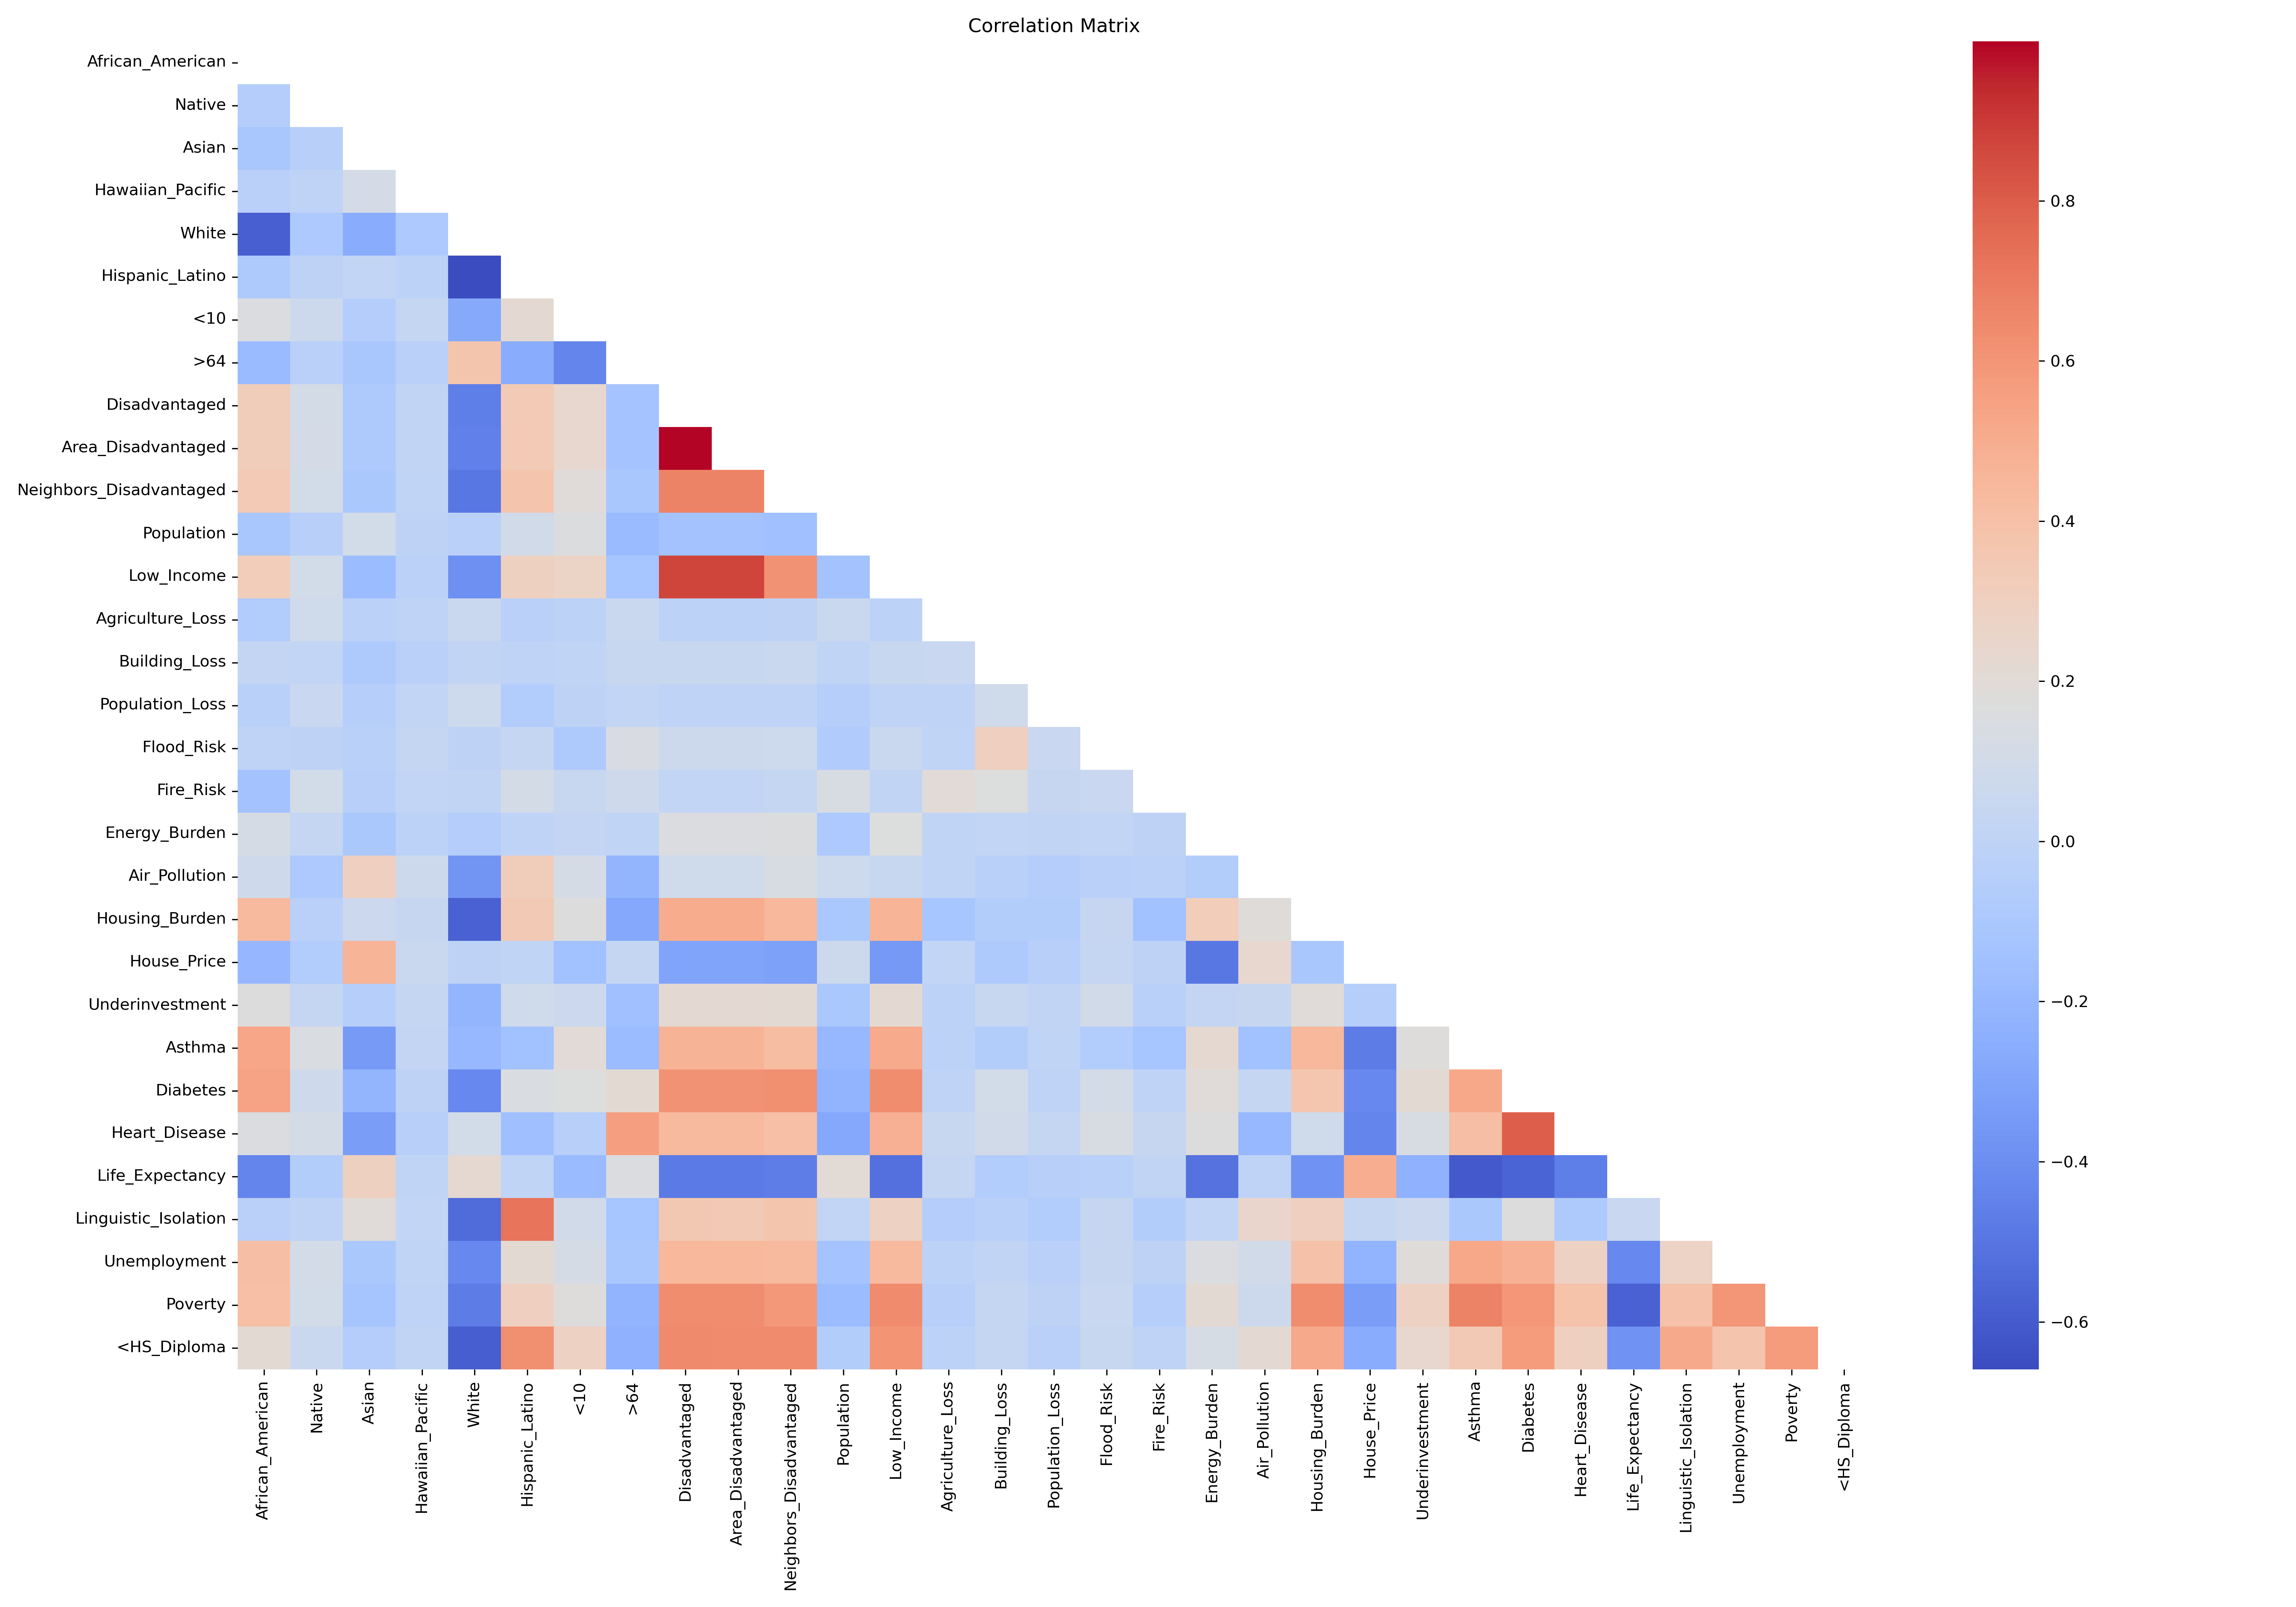 Correlation Matrix
African_American
Native
Asian
Hawaiian_Pacific
White
Hispanic_Latino
<10
>64
Disadvantaged
Area_Disadvantaged
Neighbors_Disadvantaged
Population
Low_Income
Agriculture_Loss
Building_Loss
Population_Loss
Flood_Risk
Fire_Risk
Energy_Burden
Air_Pollution
Housing_Burden
House_Price
Underinvestment
Asthma
Diabetes
Heart_Disease
Life_Expectancy
Linguistic_Isolation
Unemployment
Poverty
<HS_Diploma
African_American
Native
Asian
Hawaiian_Pacific
White
Hispanic_Latino
<10
>64
Disadvantaged
Area_Disadvantaged
Neighbors_Disadvantaged
Population
Low_Income
Agriculture_Loss
Building_Loss
Population_Loss
Flood_Risk
Fire_Risk
Energy_Burden
Air_Pollution
Housing_Burden
House_Price
Underinvestment
Asthma
Diabetes
Heart_Disease
Life_Expectancy
Linguistic_Isolation
Unemployment
Poverty
<HS_Diploma
0.8
0.6
0.4
0.2
0.0
−0.2
−0.4
−0.6